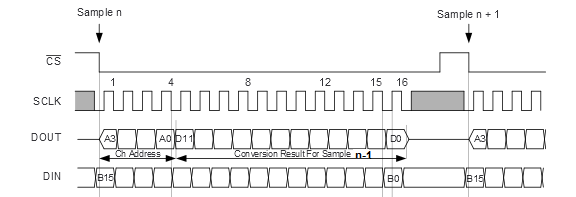 Sample n
Sample n + 1
CS
1 4 8 12 15 16
SCLK
DOUT
A3 A0 D11 D0 A3
Ch Address
Conversion Result For Sample n-1
DIN
B15 B0 B15